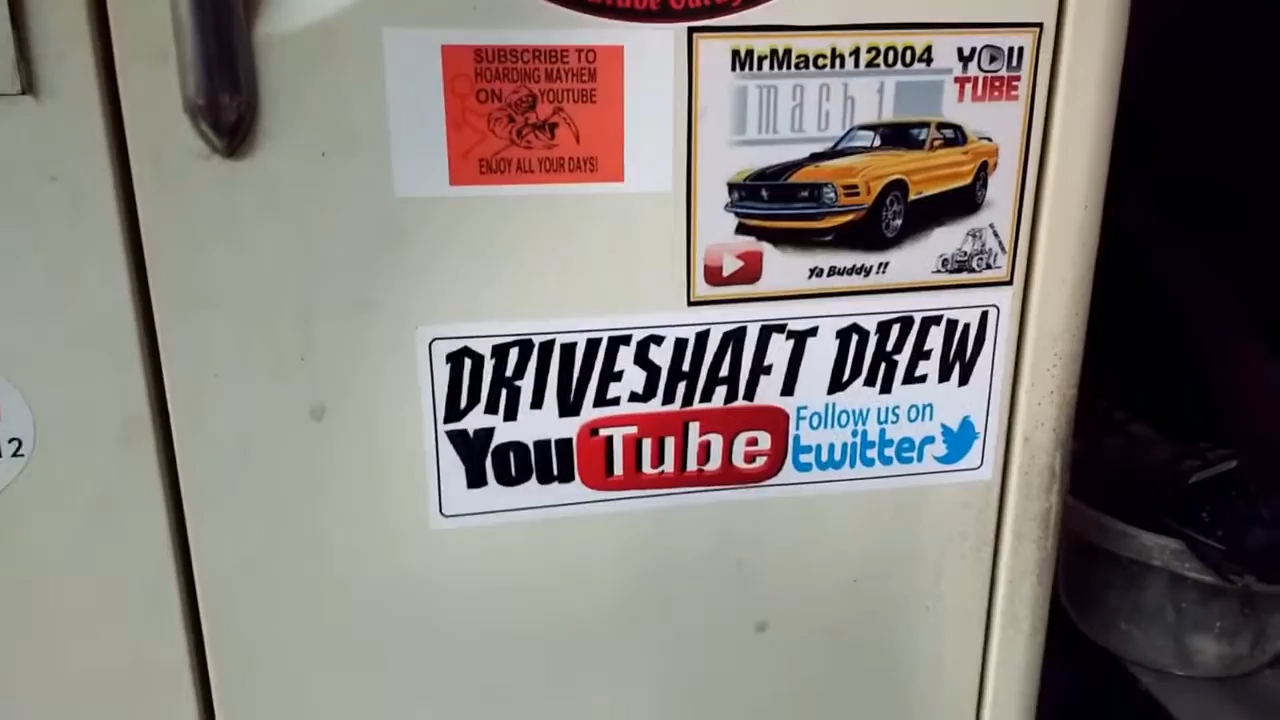 SUBSCRIBE TO
HOARDING MAYHEM
ON YOUTUBE
ENJOY ALL YOUR DAYS!
MrMach12004
YOU
TUBE
mach 1
Ya Buddy !!
DRIVESHAFT DREW
YouTube
Follow us on
twitter
12